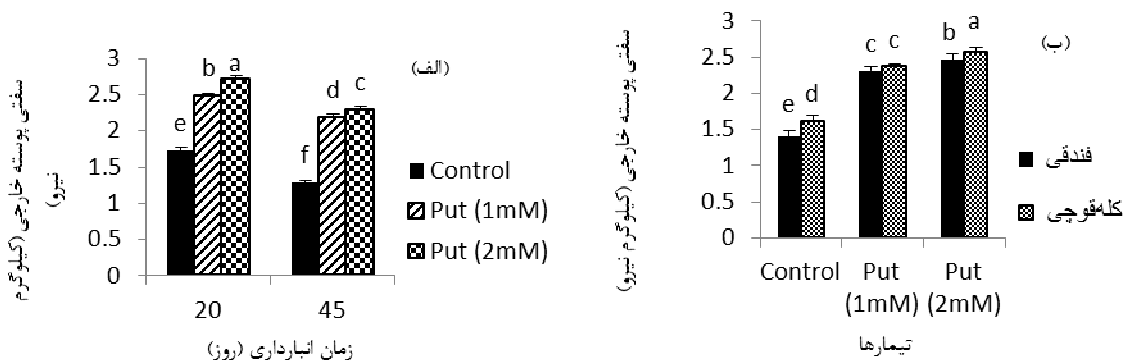 سفتی پوسته خارجی (کیلوگرم
نیرو)
3
2.5
2
1.5
1
0.5
0
e
b
a
f
d
c
(الف)
Control
Put (1mM)
Put (2mM)
20
45
زمان انبارداری (روز)
سفتی پوسته خارجی (کیلوگرم نیرو)
3
2.5
2
1.5
1
0.5
0
e
d
c
c
b
a
(ب)
فندقی
کله‌قوچی
Control
Put
(1mM)
Put
(2mM)
تیمارها